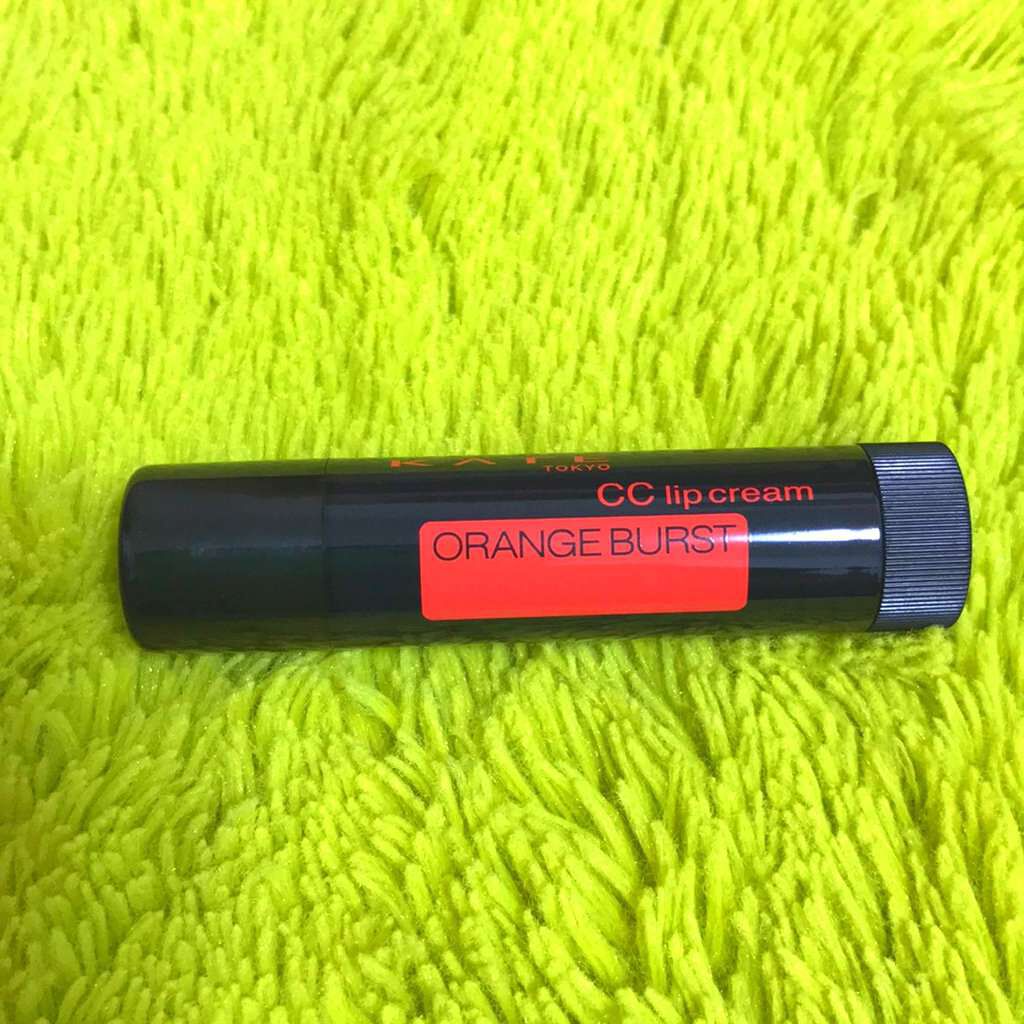 KATE
TOKYO
CC lip cream
ORANGE BURST